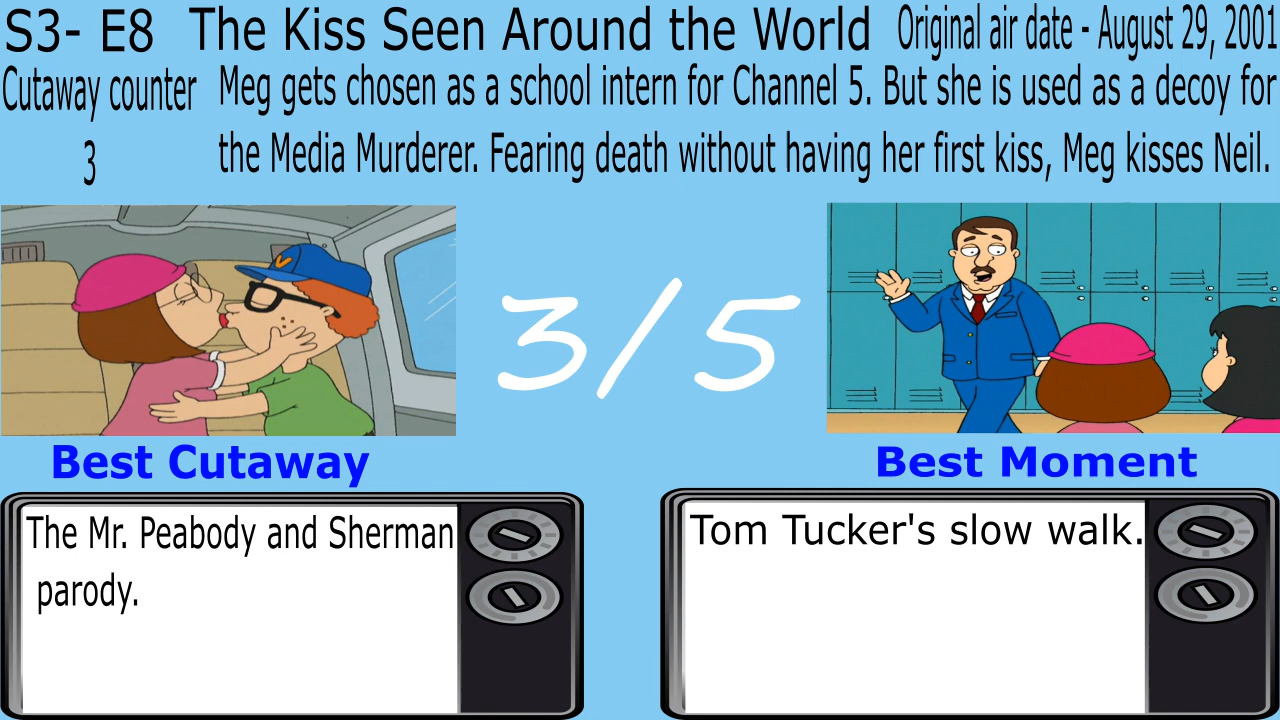 S3- E8 The Kiss Seen Around the World Original air date - August 29, 2001
Cutaway counter
3
Meg gets chosen as a school intern for Channel 5. But she is used as a decoy for
the Media Murderer. Fearing death without having her first kiss, Meg kisses Neil.
3/5
Best Cutaway
Best Moment
The Mr. Peabody and Sherman
parody.
Tom Tucker's slow walk.